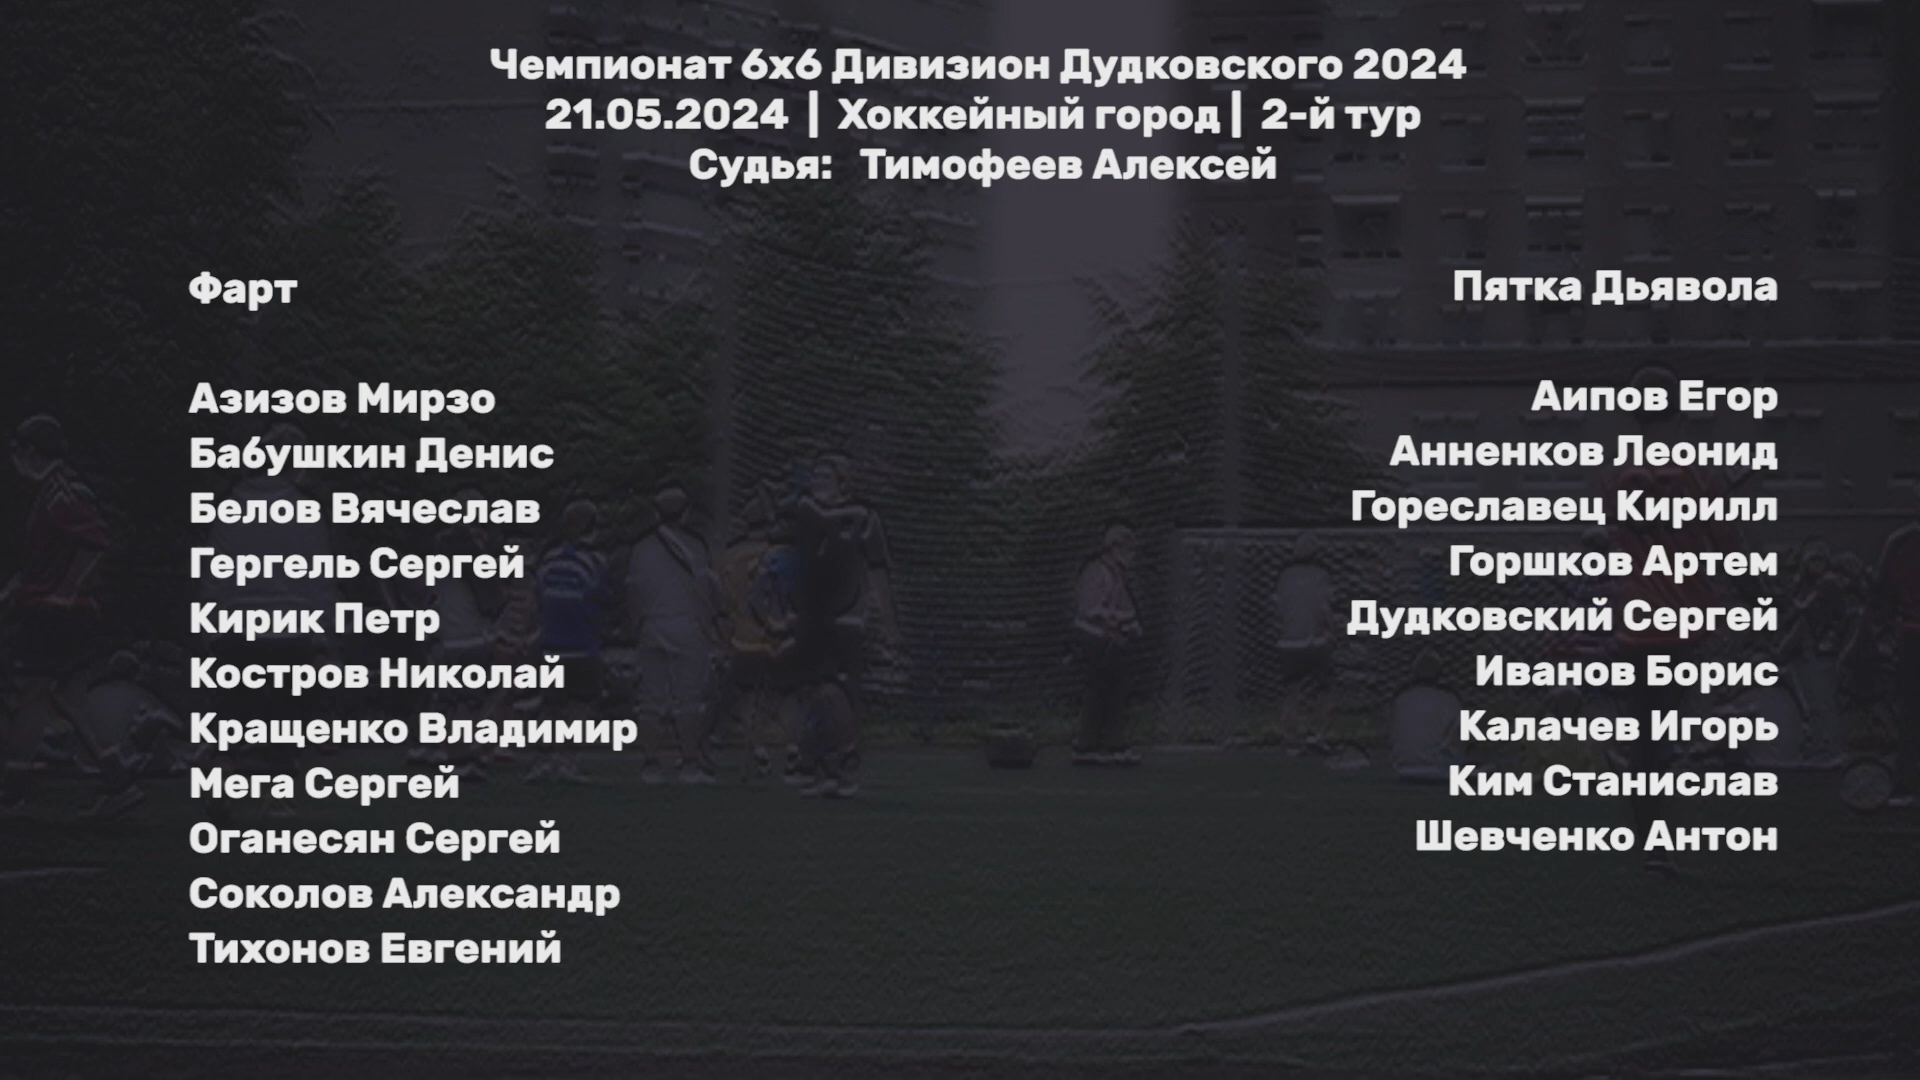 Чемпионат 6х6 Дивизион Дудковского 2024
21.05.2024 | Хоккейный город | 2-й тур
Судья: Тимофеев Алексей
Фарт
Азизов Мирзо
Бабушкин Денис
Белов Вячеслав
Гергель Сергей
Кирик Петр
Костров Николай
Кращенко Владимир
Мега Сергей
Оганесян Сергей
Соколов Александр
Тихонов Евгений
Пятка Дьявола
Аипов Егор
Анненков Леонид
Гореславец Кирилл
Горшков Артем
Дудковский Сергей
Иванов Борис
Калачев Игорь
Ким Станислав
Шевченко Антон